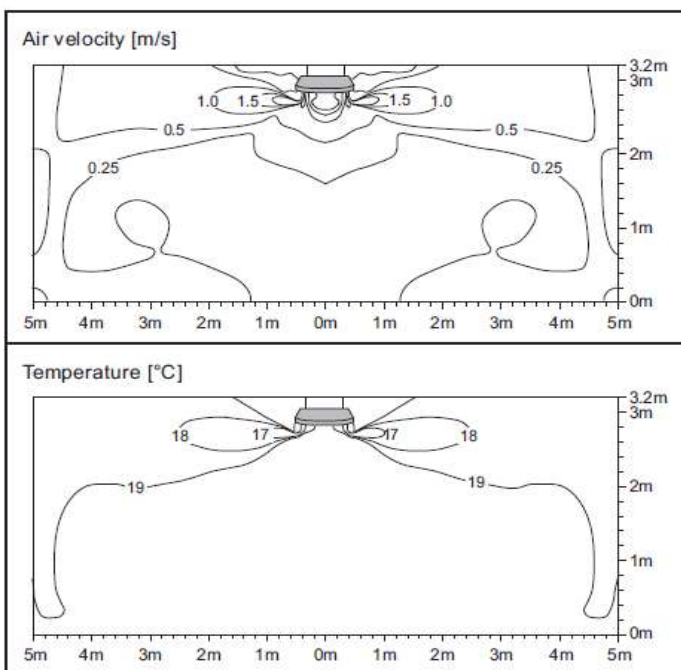 Air velocity [m/s]
3.2m
3m
1.0 1.5 1.5 1.0
0.5 0.5
2m
0.25 0.25
1m
0m
5m 4m 3m 2m 1m 0m 1m 2m 3m 4m 5m
Temperature [°C]
3.2m
3m
18 17 17 18
19 19
2m
1m
0m
5m 4m 3m 2m 1m 0m 1m 2m 3m 4m 5m